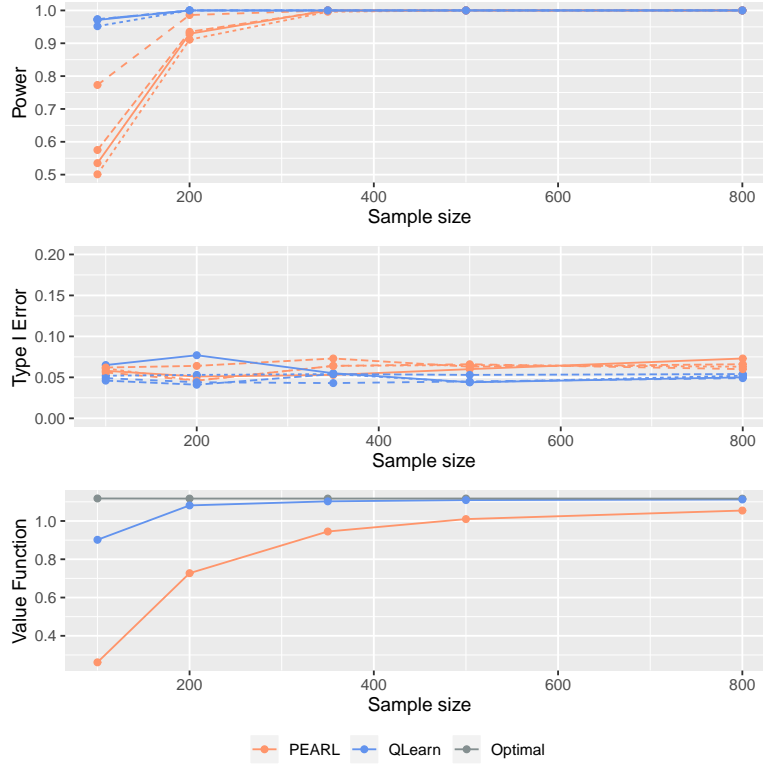 Power
1.0
0.9
0.8
0.7
0.6
0.5
200 400 600 800
Sample size
Type I Error
0.20
0.15
0.10
0.05
0.00
200 400 600 800
Sample size
Value Function
1.0
0.8
0.6
0.4
200 400 600 800
Sample size
PEARL QLearn Optimal